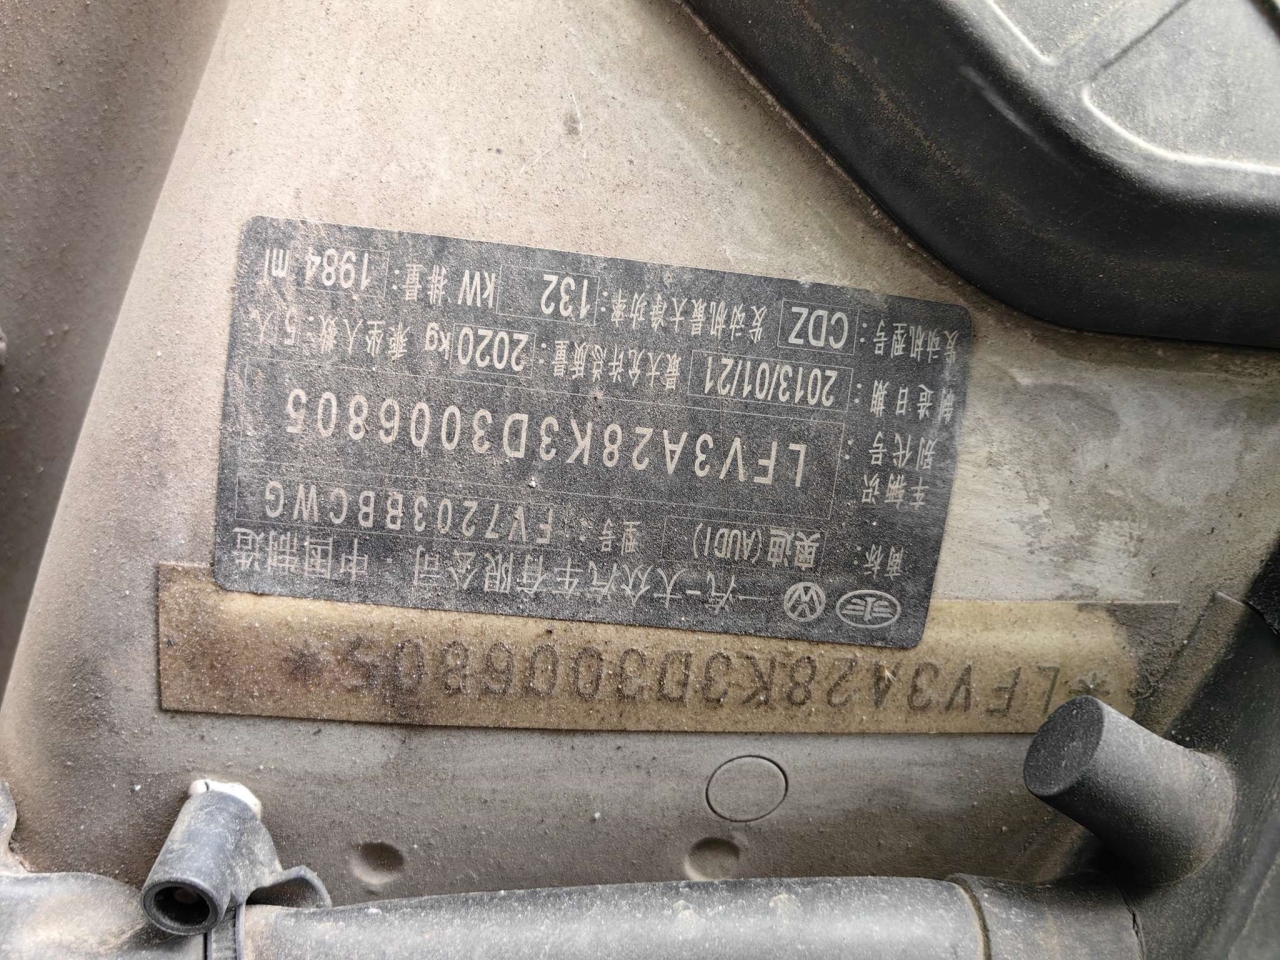 *LFV3A28K3D3006805*
一汽-大众汽车有限公司·中国制造
商标: 奥迪(AUDI) 型号: FV7203BBCWG
车辆识别代号: LFV3A28K3D3006805
制造日期: 2013/01/21 最大允许总质量: 2020kg 乘坐人数: 5人
发动机型号: CDZ 发动机最大净功率: 132 kW 排量: 1984 ml